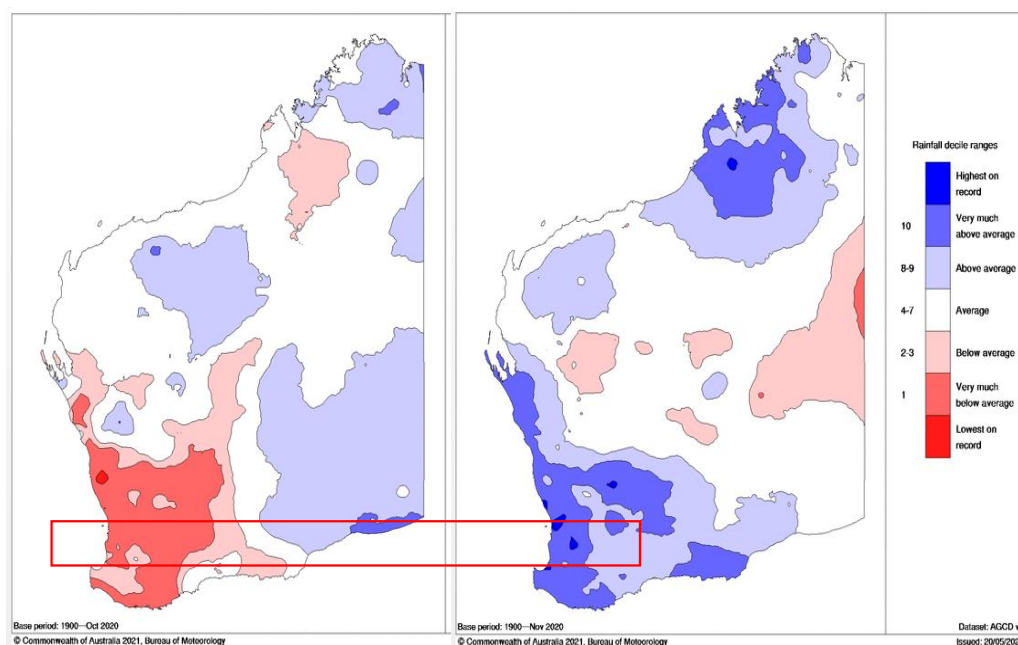 Rainfall decile ranges
Highest on
record
10
Very much
above average
8-9
Above average
4-7
Average
2-3
Below average
1
Very much
below average
Lowest on
record
Base period: 1900—Oct 2020
© Commonwealth of Australia 2021, Bureau of Meteorology
Base period: 1900—Nov 2020
Dataset: AGCD v
© Commonwealth of Australia 2021, Bureau of Meteorology
Issued: 20/05/202